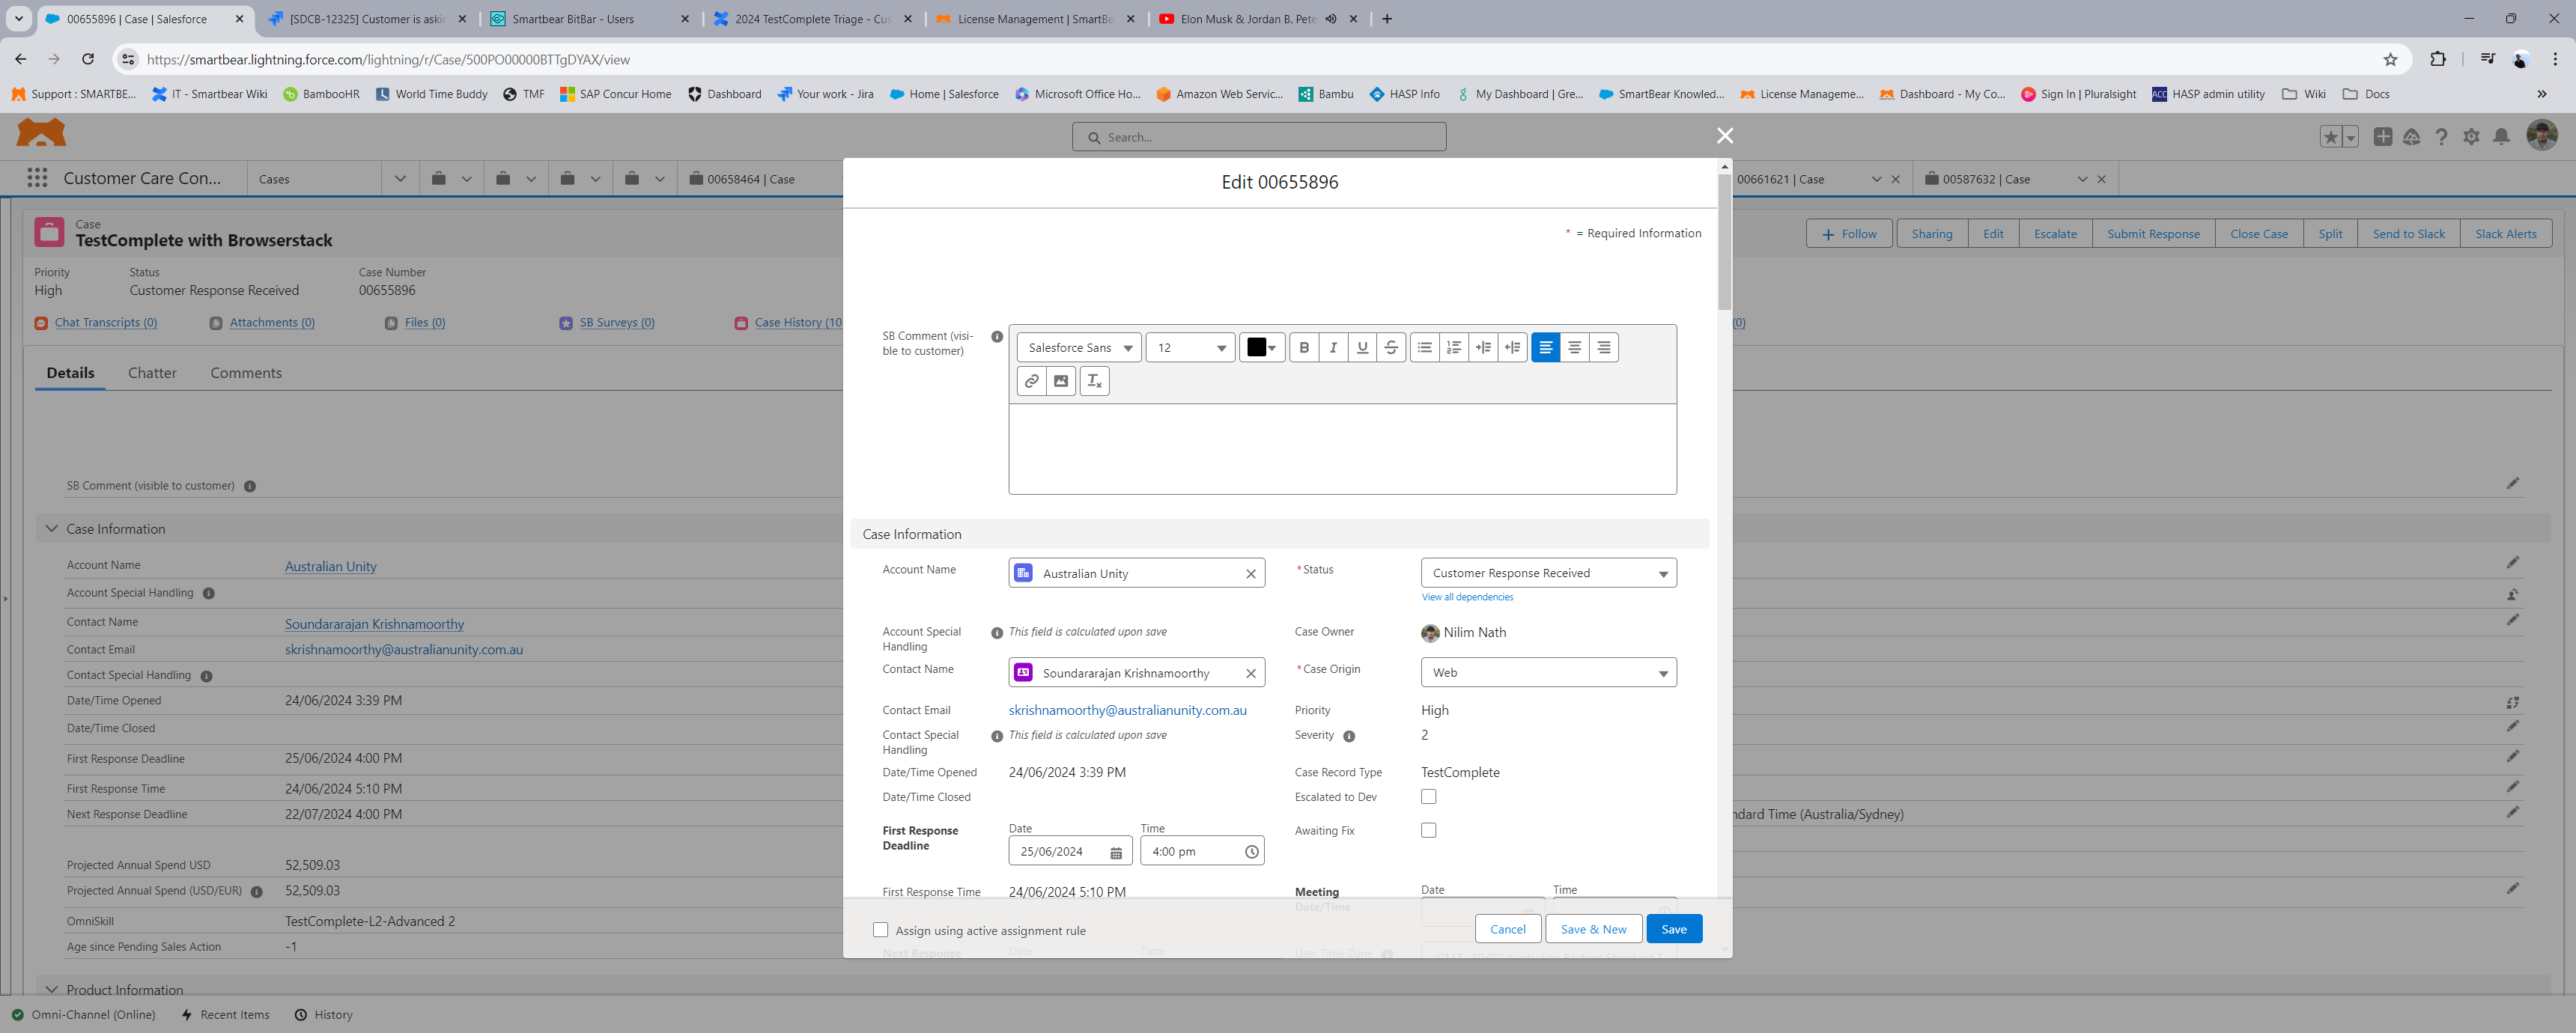 00655896 | Case | Salesforce
[SDCB-12325] Customer is askin
Smartbear BitBar - Users
2024 TestComplete Triage - Cus
License Management | SmartBe
Elon Musk & Jordan B. Pete
https://smartbear.lightning.force.com/lightning/r/Case/500PO00000BTTgDYAX/view
Support : SMARTBE...
IT - Smartbear Wiki
BambooHR
World Time Buddy
TMF
SAP Concur Home
Dashboard
Your work - Jira
Home | Salesforce
Microsoft Office Ho...
Amazon Web Servic...
Bambu
HASP Info
My Dashboard | Gre...
SmartBear Knowled...
License Manageme...
Dashboard - My Co...
Sign In | Pluralsight
ACC HASP admin utility
Wiki
Docs
Search...
Customer Care Con...
Cases
00658464 | Case
00661621 | Case
00587632 | Case
Case
TestComplete with Browserstack
Follow
Sharing
Edit
Escalate
Submit Response
Close Case
Split
Send to Slack
Slack Alerts
Priority
High
Status
Customer Response Received
Case Number
00655896
Chat Transcripts (0)
Attachments (0)
Files (0)
SB Surveys (0)
Case History (10
(0)
Details
Chatter
Comments
SB Comment (visible to customer)
Case Information
Account Name
Australian Unity
Account Special Handling
Contact Name
Soundararajan Krishnamoorthy
Contact Email
skrishnamoorthy@australianunity.com.au
Contact Special Handling
Date/Time Opened
24/06/2024 3:39 PM
Date/Time Closed
First Response Deadline
25/06/2024 4:00 PM
First Response Time
24/06/2024 5:10 PM
Next Response Deadline
22/07/2024 4:00 PM
ndard Time (Australia/Sydney)
Projected Annual Spend USD
52,509.03
Projected Annual Spend (USD/EUR)
52,509.03
OmniSkill
TestComplete-L2-Advanced 2
Age since Pending Sales Action
-1
Product Information
Edit 00655896
* = Required Information
SB Comment (visi-
ble to customer)
Salesforce Sans
12
Case Information
Account Name
Australian Unity
*Status
Customer Response Received
View all dependencies
Account Special
Handling
This field is calculated upon save
Case Owner
Nilim Nath
Contact Name
Soundararajan Krishnamoorthy
*Case Origin
Web
Contact Email
skrishnamoorthy@australianunity.com.au
Priority
High
Contact Special
Handling
This field is calculated upon save
Severity
2
Date/Time Opened
24/06/2024 3:39 PM
Case Record Type
TestComplete
Date/Time Closed
Escalated to Dev
First Response
Deadline
Date
25/06/2024
Time
4:00 pm
Awaiting Fix
First Response Time
24/06/2024 5:10 PM
Meeting
Date/Time
Date
Time
Assign using active assignment rule
Cancel
Save & New
Save
Next Response
Date
Time
User Time Zone
Omni-Channel (Online)
Recent Items
History